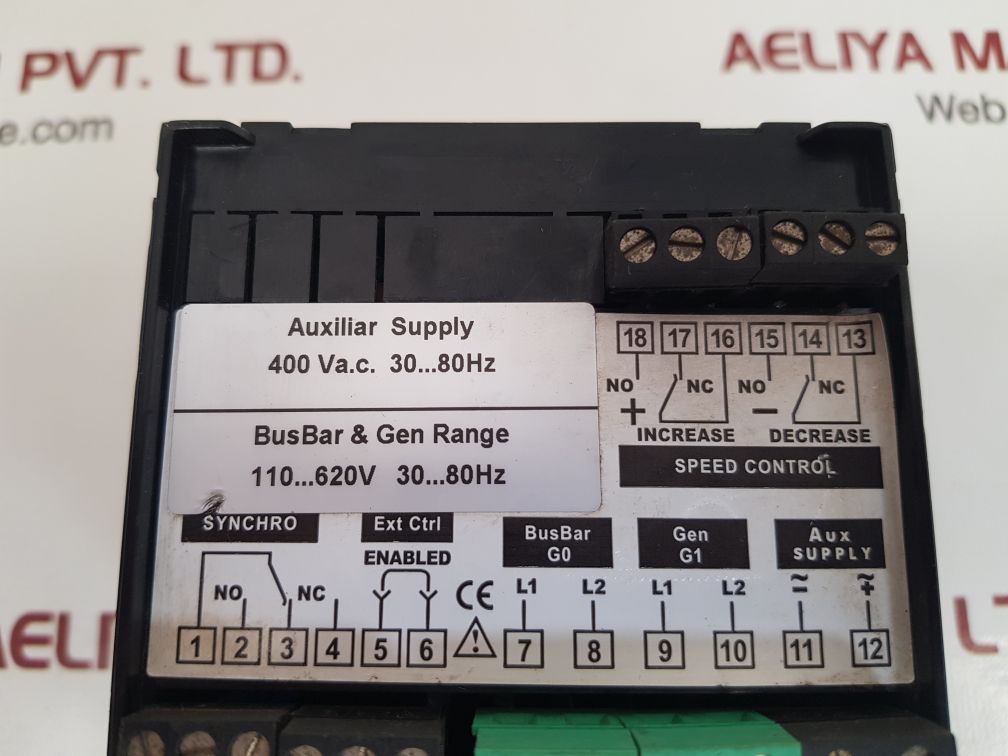 PVT. LTD.
AELIYA
Web
e.com
Auxiliar Supply
400 Va.c. 30...80Hz
BusBar & Gen Range
110...620V 30...80Hz
18 17 16 15 14 13
NO NC NO NC
+ −
INCREASE DECREASE
SPEED CONTROL
SYNCHRO Ext Ctrl BusBar G0 Gen G1 Aux SUPPLY
ENABLED
NO NC CE L1 L2 L1 L2
1 2 3 4 5 6 7 8 9 10 11 12
AELI